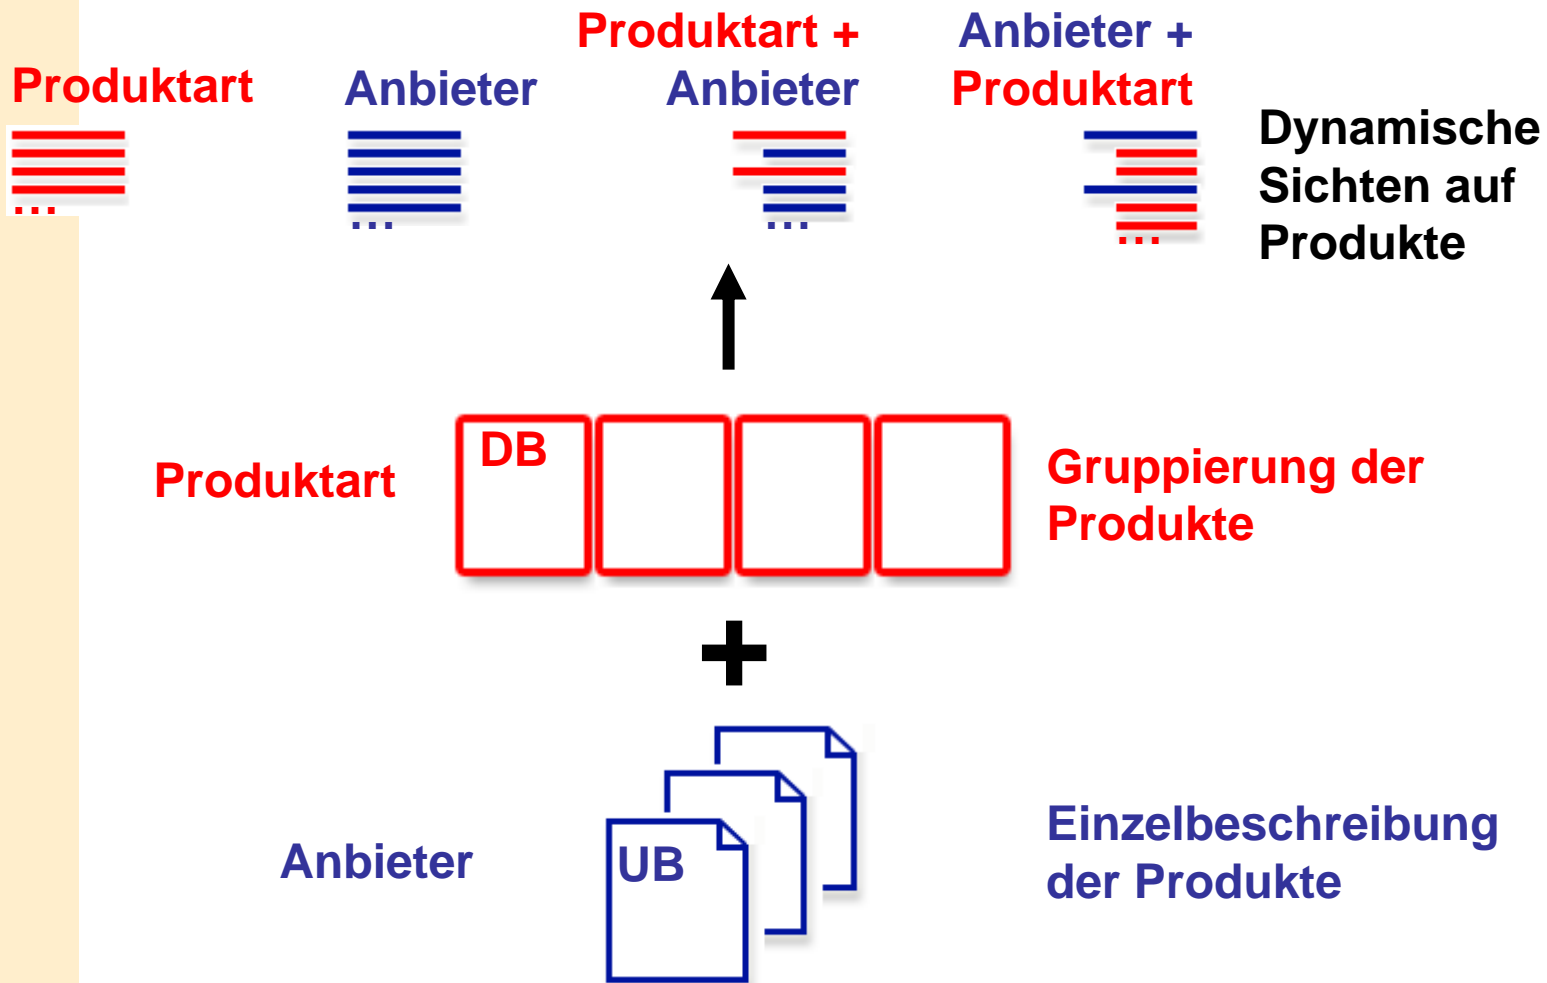 Produktart
Anbieter
Produktart +
Anbieter
Anbieter +
Produktart
...
...
...
...
Dynamische
Sichten auf
Produkte
Produktart
DB
Gruppierung der
Produkte
+
Anbieter
UB
Einzelbeschreibung
der Produkte